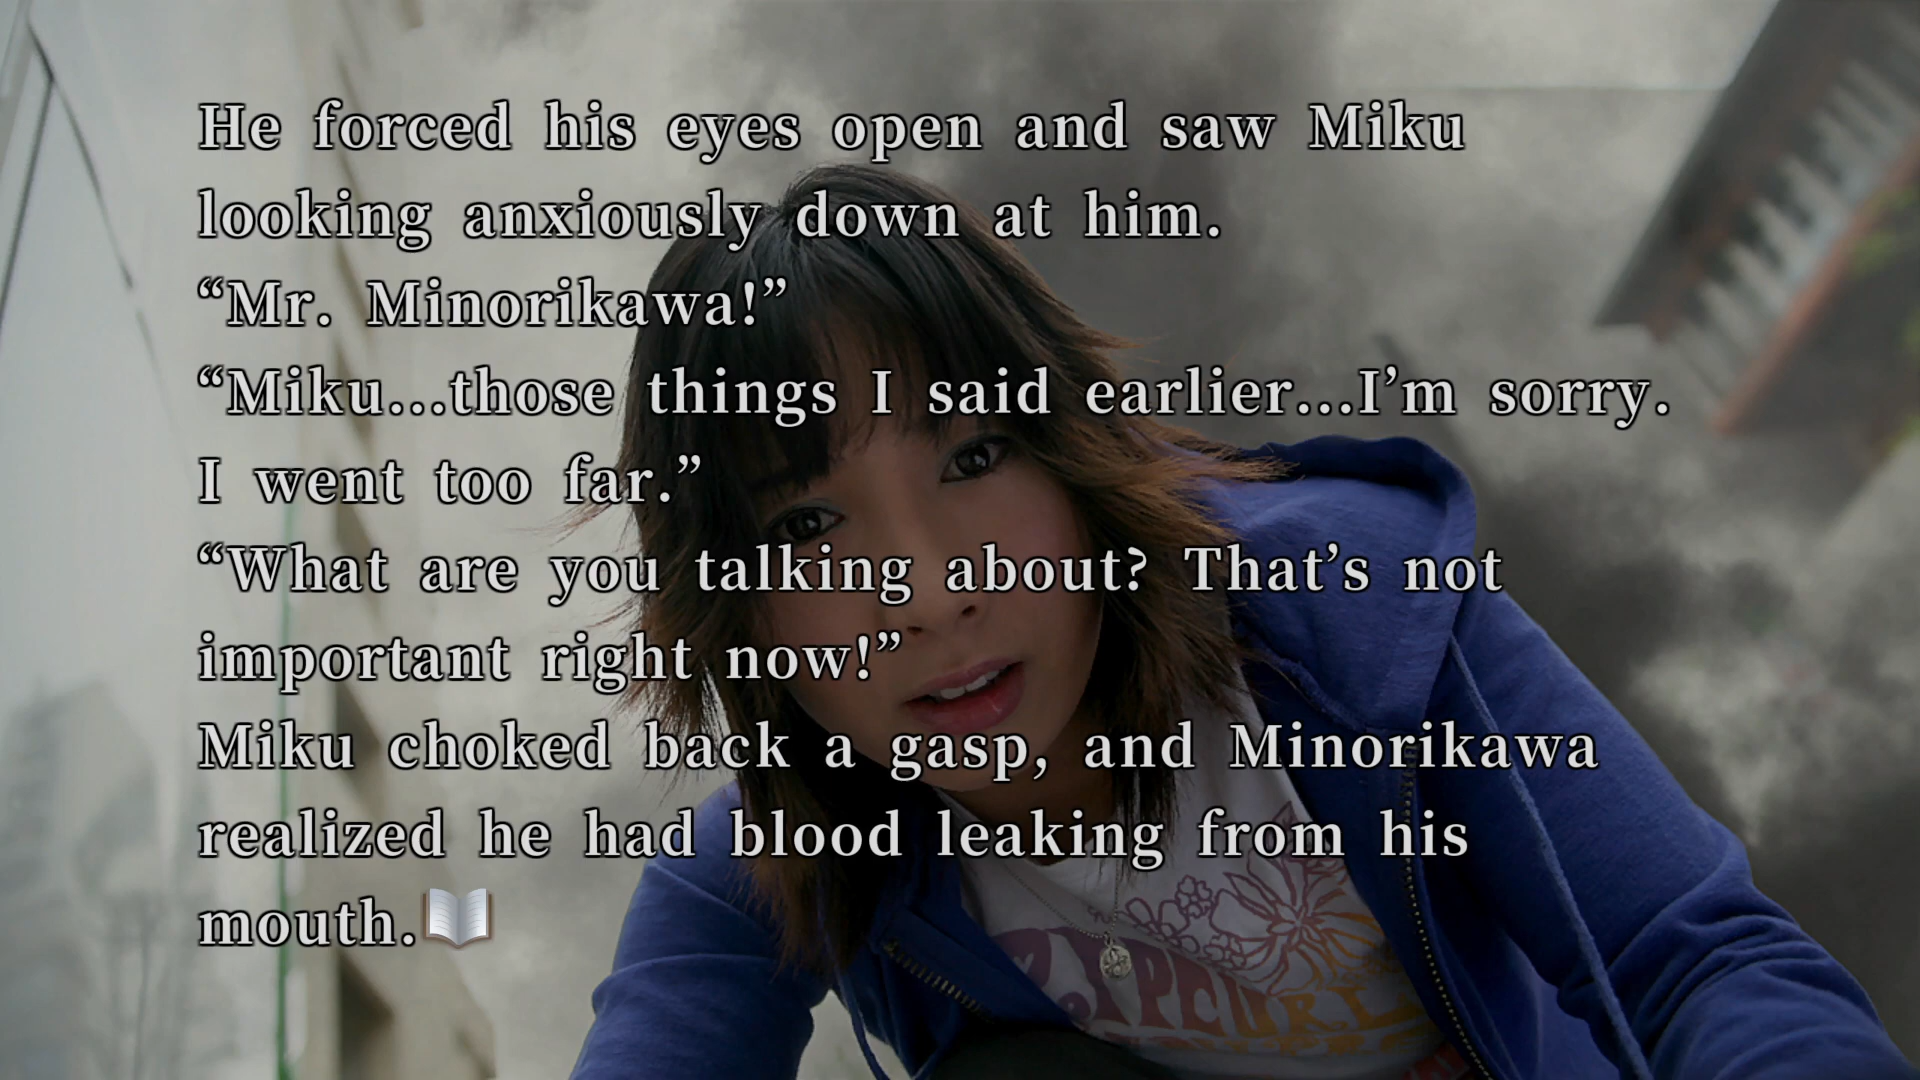 He forced his eyes open and saw Miku
looking anxiously down at him.
“Mr. Minorikawa!”
“Miku...those things I said earlier...I’m sorry.
I went too far.”
“What are you talking about? That’s not
important right now!”
Miku choked back a gasp, and Minorikawa
realized he had blood leaking from his
mouth.